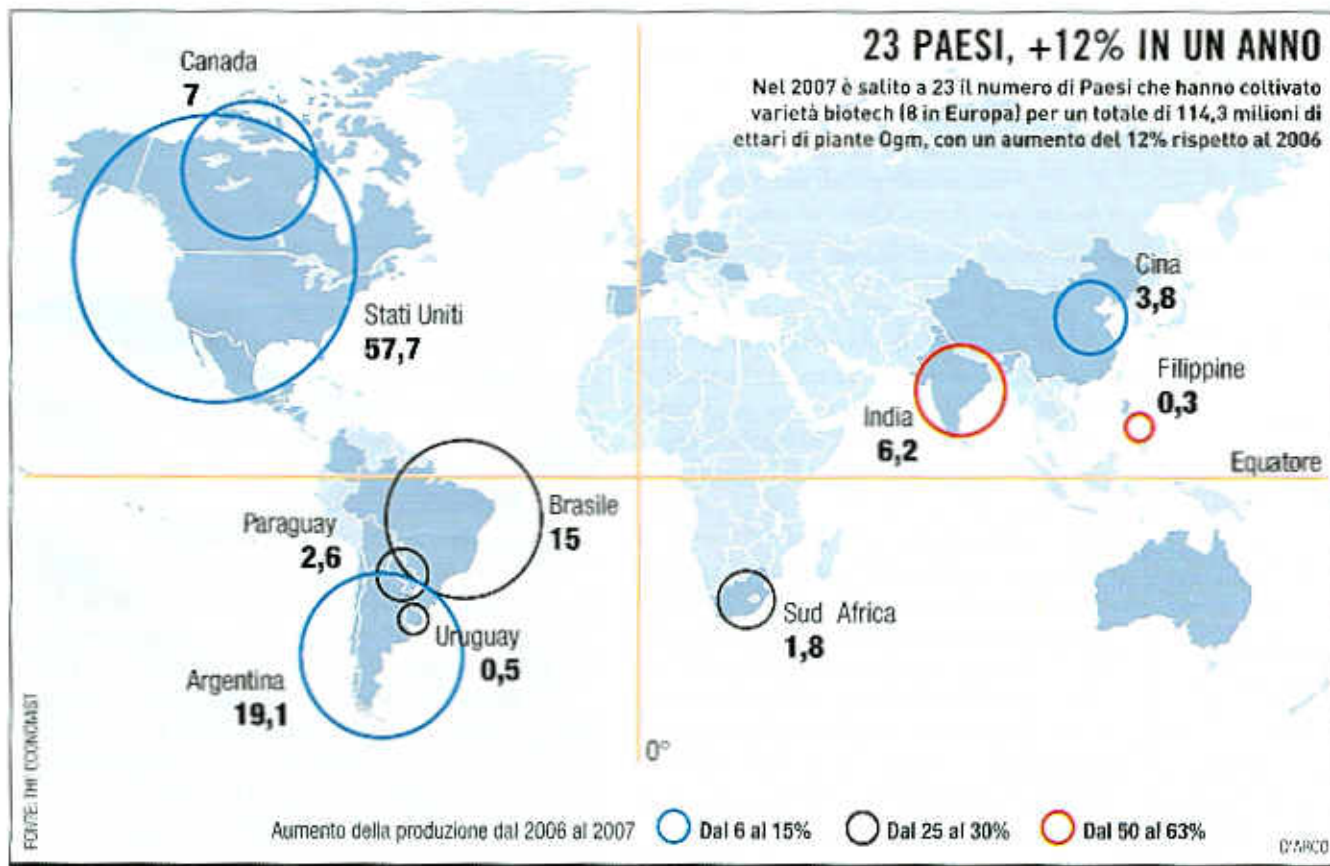 23 PAESI, +12% IN UN ANNO
Nel 2007 è salito a 23 il numero di Paesi che hanno coltivato
varietà biotech (8 in Europa) per un totale di 114,3 milioni di
ettari di piante Ogm, con un aumento del 12% rispetto al 2006
Canada
7
Stati Uniti
57,7
Cina
3,8
Filippine
0,3
India
6,2
Equatore
Brasile
15
Paraguay
2,6
Uruguay
0,5
Argentina
19,1
Sud Africa
1,8
0°
FONTE: THE ECONOMIST
Aumento della produzione dal 2006 al 2007 Dal 6 al 15% Dal 25 al 30% Dal 50 al 63%
D'ARCO